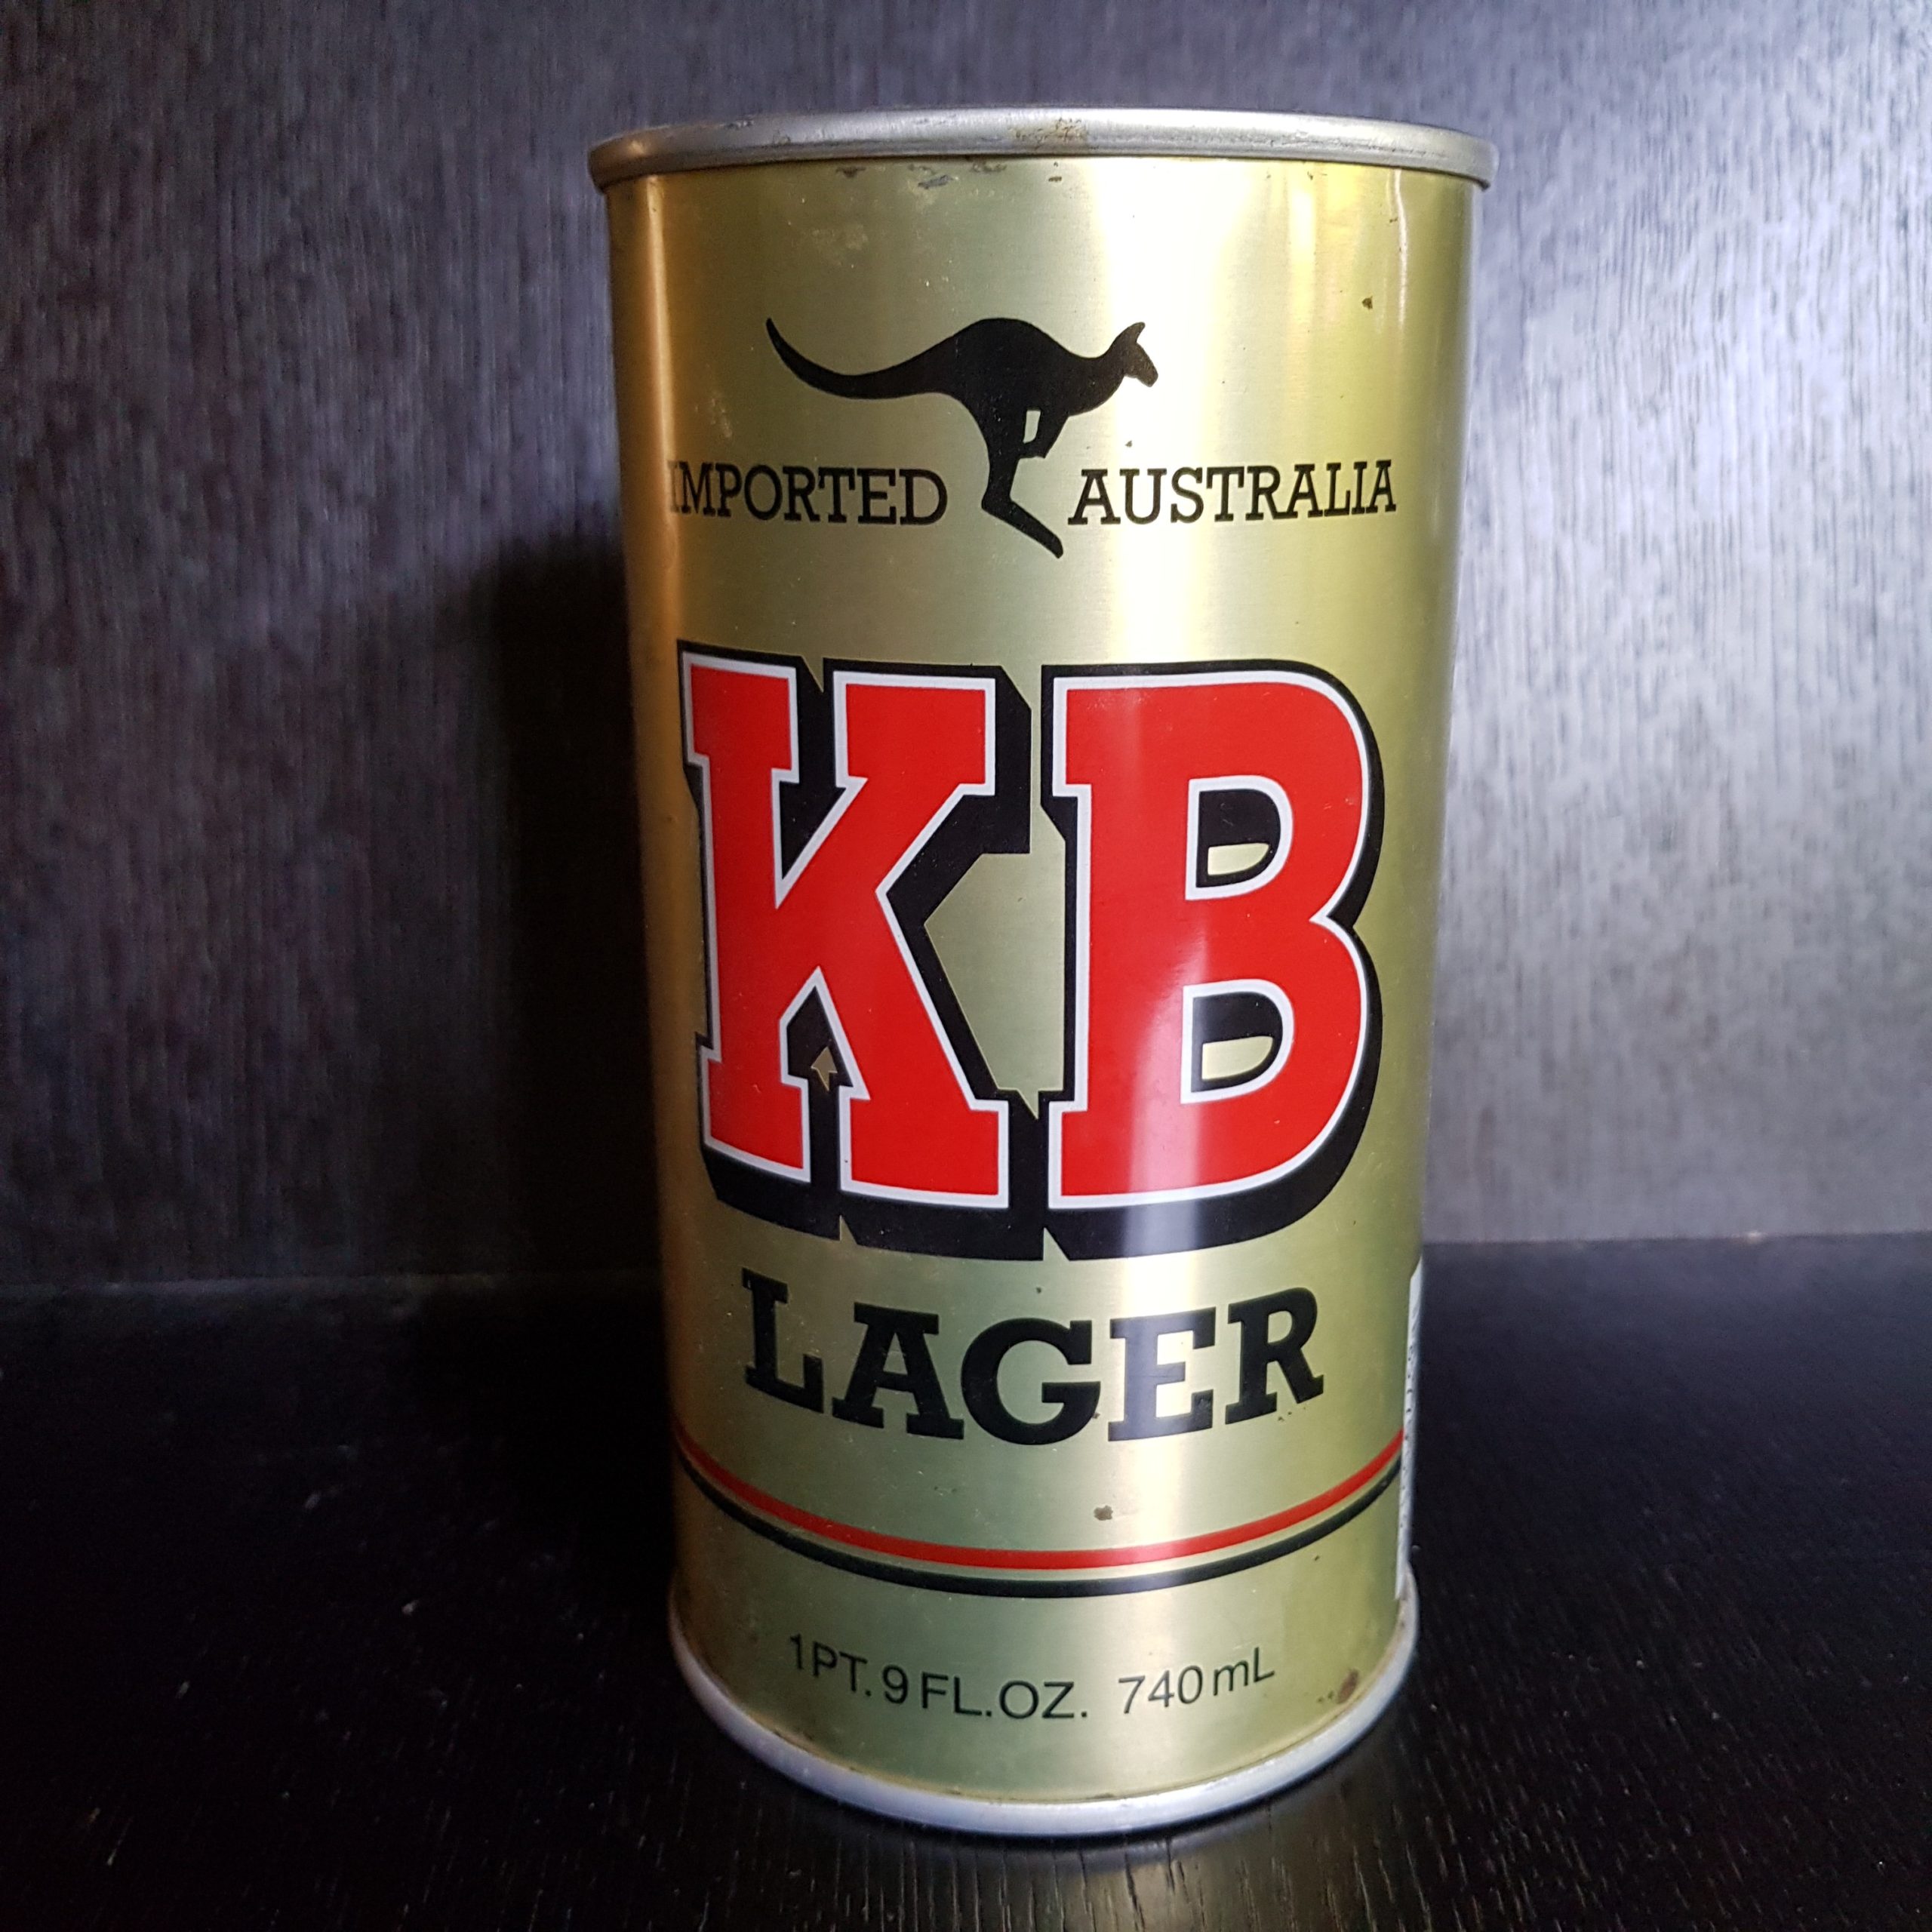 IMPORTED AUSTRALIA
KB
LAGER
1PT. 9 FL.OZ. 740mL